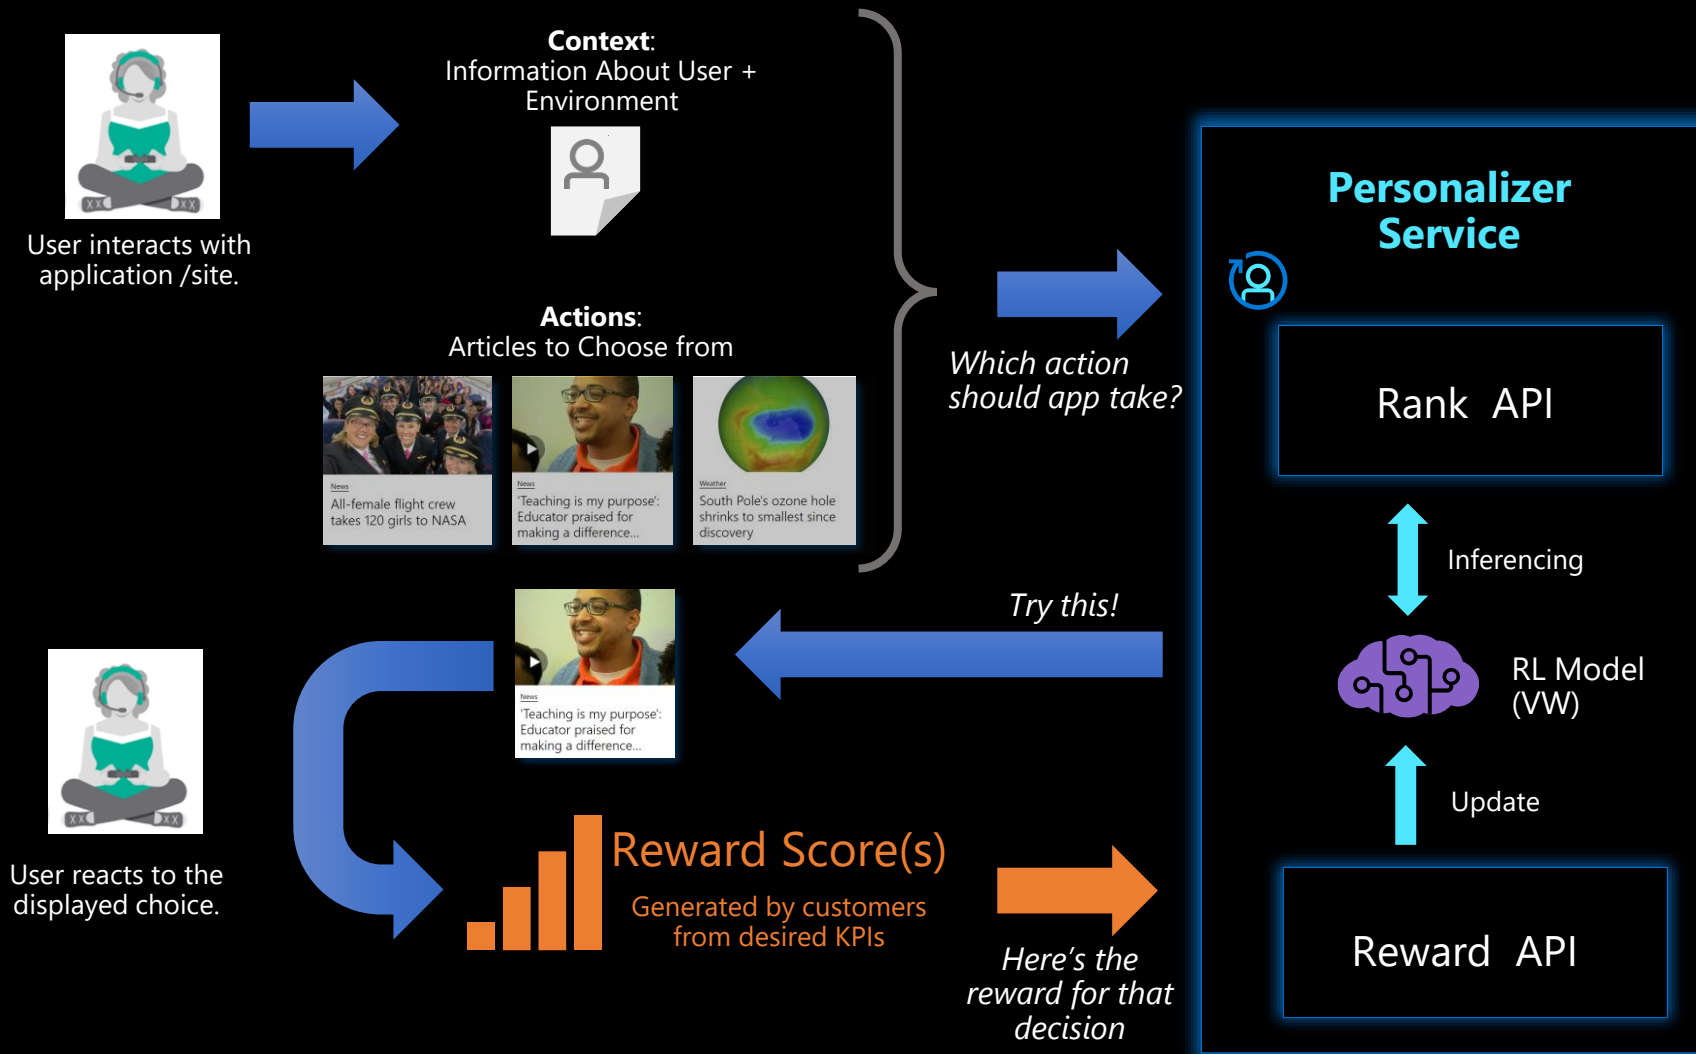 Context:
Information About User +
Environment
User interacts with
application /site.
Actions:
Articles to Choose from
News
All-female flight crew
takes 120 girls to NASA
News
'Teaching is my purpose':
Educator praised for
making a difference...
Weather
South Pole's ozone hole
shrinks to smallest since
discovery
Which action
should app take?
Personalizer
Service
Rank API
Inferencing
RL Model
(VW)
Update
Reward API
Try this!
News
'Teaching is my purpose':
Educator praised for
making a difference...
User reacts to the
displayed choice.
Reward Score(s)
Generated by customers
from desired KPIs
Here's the
reward for that
decision